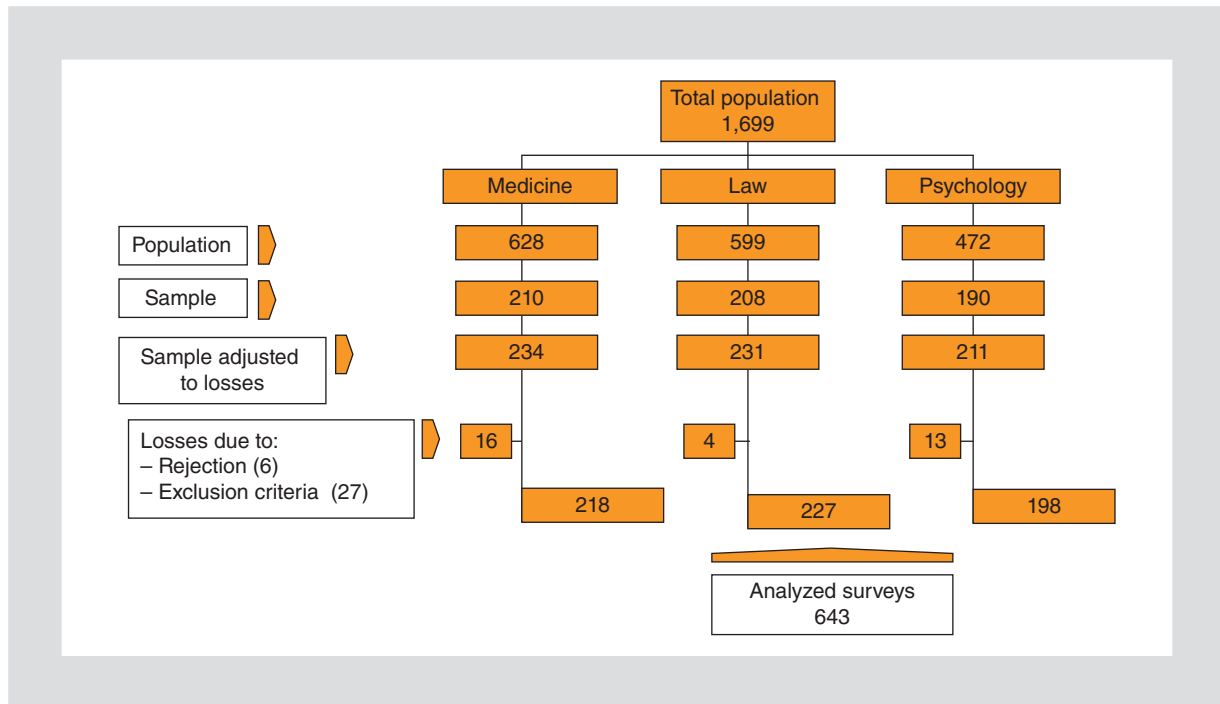 Total population
1,699
Medicine
Law
Psychology
Population
628
599
472
Sample
210
208
190
Sample adjusted
to losses
234
231
211
Losses due to:
– Rejection (6)
– Exclusion criteria (27)
16
4
13
218
227
198
Analyzed surveys
643